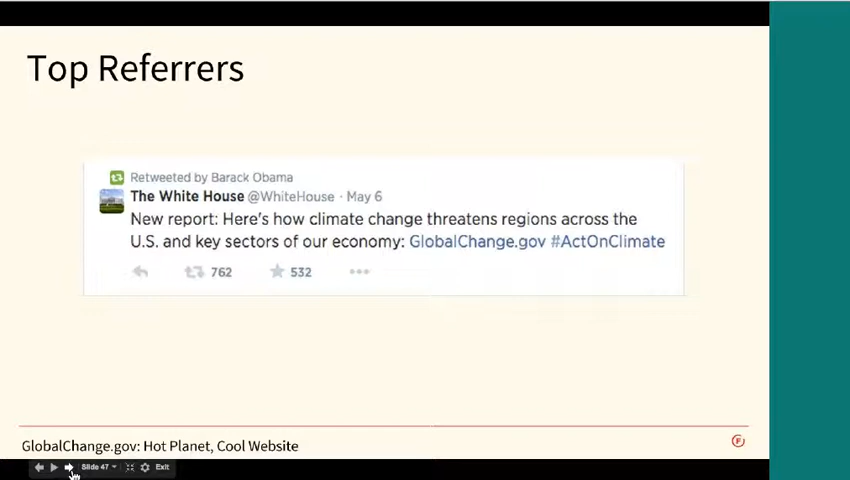 Top Referrers
Retweeted by Barack Obama
The White House @WhiteHouse · May 6
New report: Here's how climate change threatens regions across the
U.S. and key sectors of our economy: GlobalChange.gov #ActOnClimate
762 532
GlobalChange.gov: Hot Planet, Cool Website
F
Slide 47 Exit